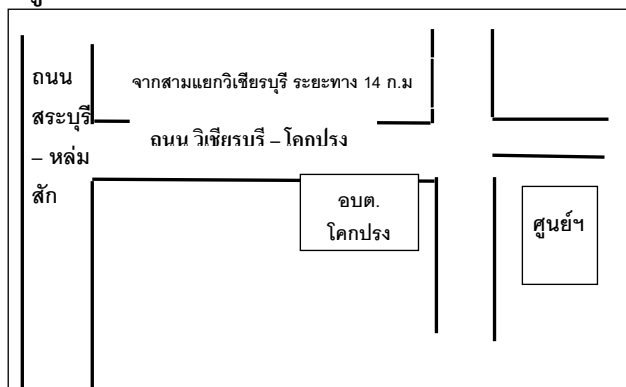 ถนน
สระบุรี
– หล่ม
สัก
จากสามแยกวิเชียรบุรี ระยะทาง 14 ก.ม
ถนน วิเชียรบรี – โคกปรง
อบต.
โคกปรง
ศูนย์ฯ